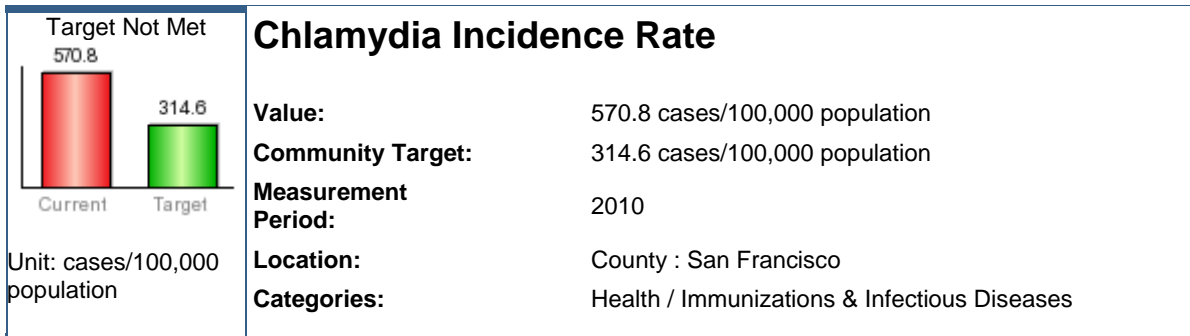 Target Not Met
570.8
314.6
Current Target
Unit: cases/100,000
population
Chlamydia Incidence Rate
Value: 570.8 cases/100,000 population
Community Target: 314.6 cases/100,000 population
Measurement
Period: 2010
Location: County : San Francisco
Categories: Health / Immunizations & Infectious Diseases